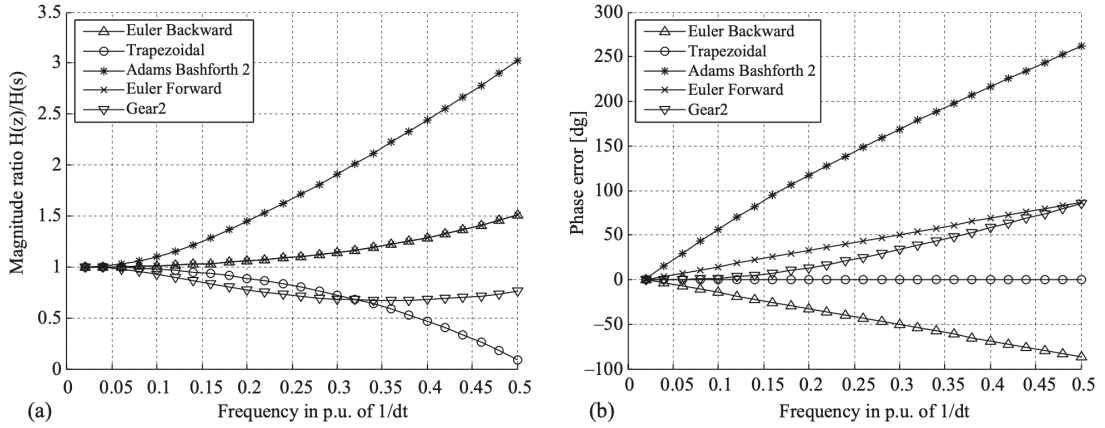 3.5
3
2.5
2
1.5
1
0.5
0
Magnitude ratio H(z)/H(s)
Euler Backward
Trapezoidal
Adams Bashforth 2
Euler Forward
Gear2
0 0.05 0.1 0.15 0.2 0.25 0.3 0.35 0.4 0.45 0.5
(a) Frequency in p.u. of 1/dt
300
250
200
150
100
50
0
−50
−100
Phase error [dg]
Euler Backward
Trapezoidal
Adams Bashforth 2
Euler Forward
Gear2
0 0.05 0.1 0.15 0.2 0.25 0.3 0.35 0.4 0.45 0.5
(b) Frequency in p.u. of 1/dt